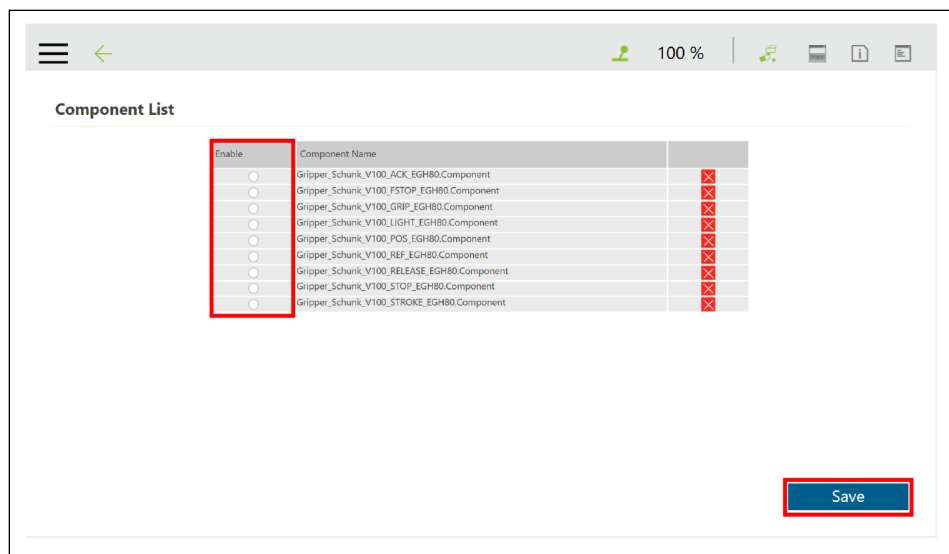 100 %
Component List
Enable Component Name
Gripper_Schunk_V100_ACK_EGH80.Component
Gripper_Schunk_V100_FSTOP_EGH80.Component
Gripper_Schunk_V100_GRIP_EGH80.Component
Gripper_Schunk_V100_LIGHT_EGH80.Component
Gripper_Schunk_V100_POS_EGH80.Component
Gripper_Schunk_V100_REF_EGH80.Component
Gripper_Schunk_V100_RELEASE_EGH80.Component
Gripper_Schunk_V100_STOP_EGH80.Component
Gripper_Schunk_V100_STROKE_EGH80.Component
Save